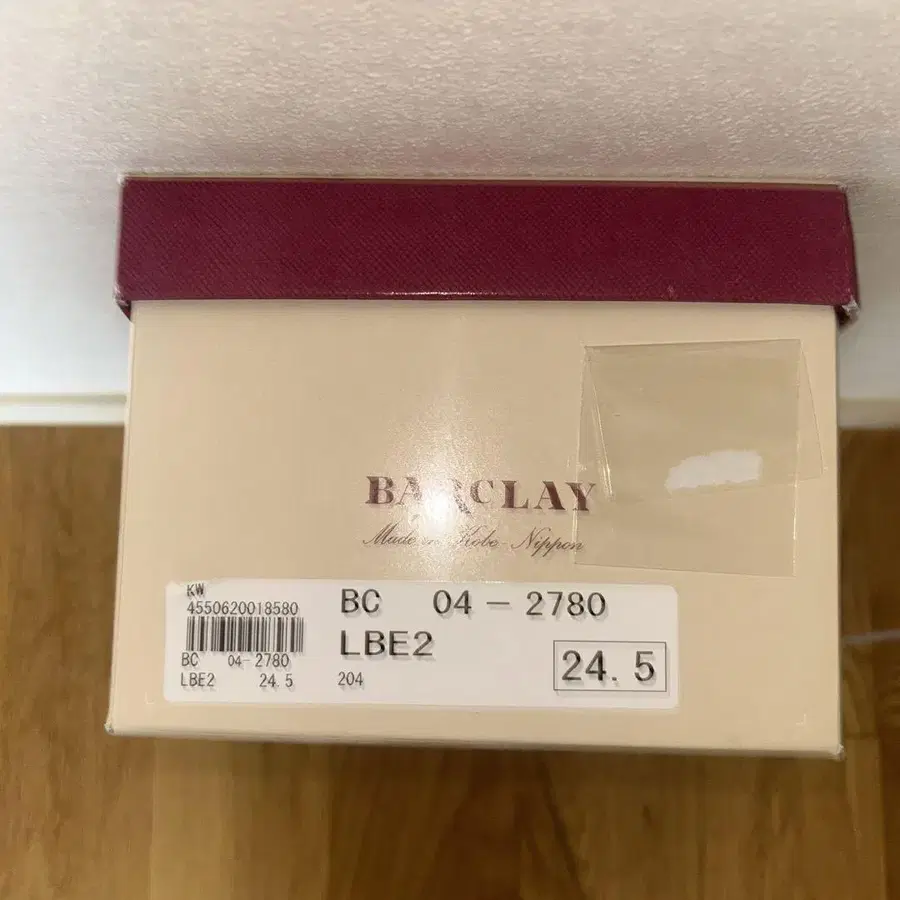 BARCLAY
Made in Kobe-Nippon
KW
4550620018580
BC 04-2780
LBE2 24.5
BC 04-2780
LBE2
204
24.5